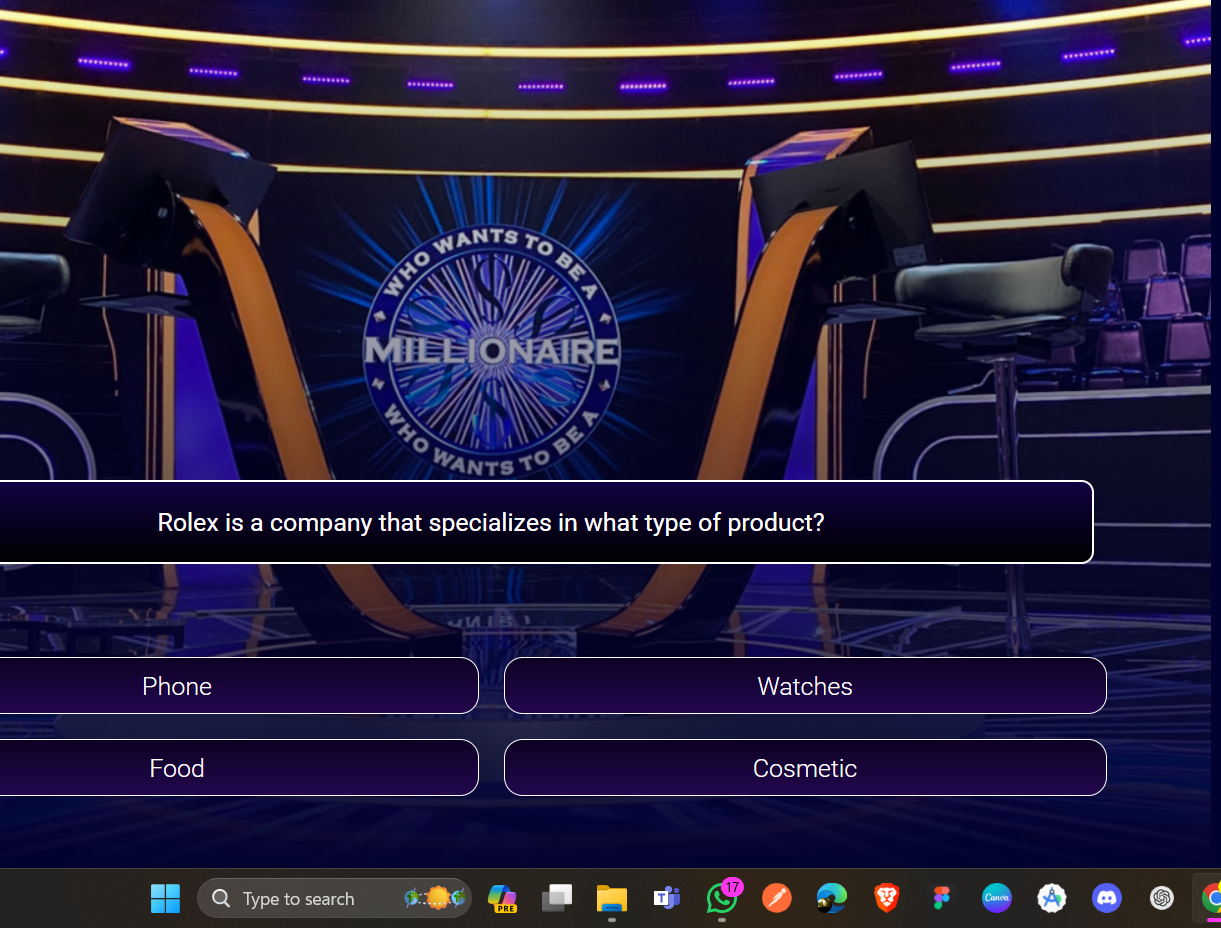 WHO WANTS TO BE A
MILLIONAIRE
WHO WANTS TO BE A
Rolex is a company that specializes in what type of product?
Phone
Watches
Food
Cosmetic
Type to search
PRE
17
Canva